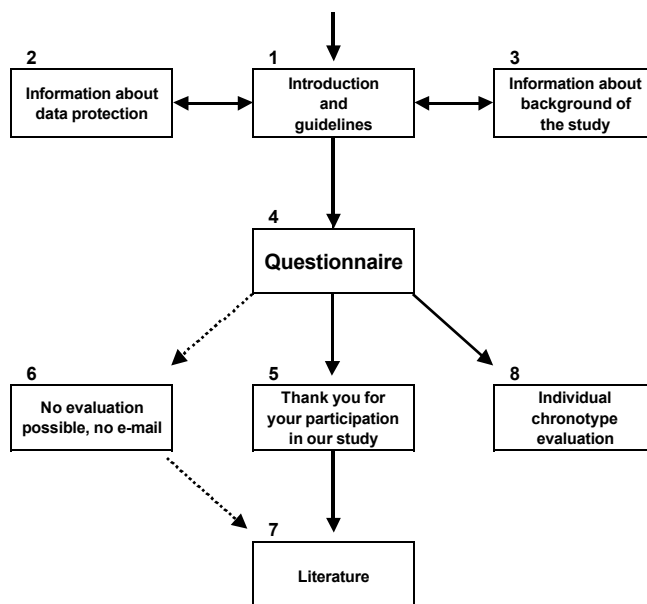 2
Information about
data protection
1
Introduction
and
guidelines
3
Information about
background of
the study
4
Questionnaire
6
No evaluation
possible, no e-mail
5
Thank you for
your participation
in our study
8
Individual
chronotype
evaluation
7
Literature